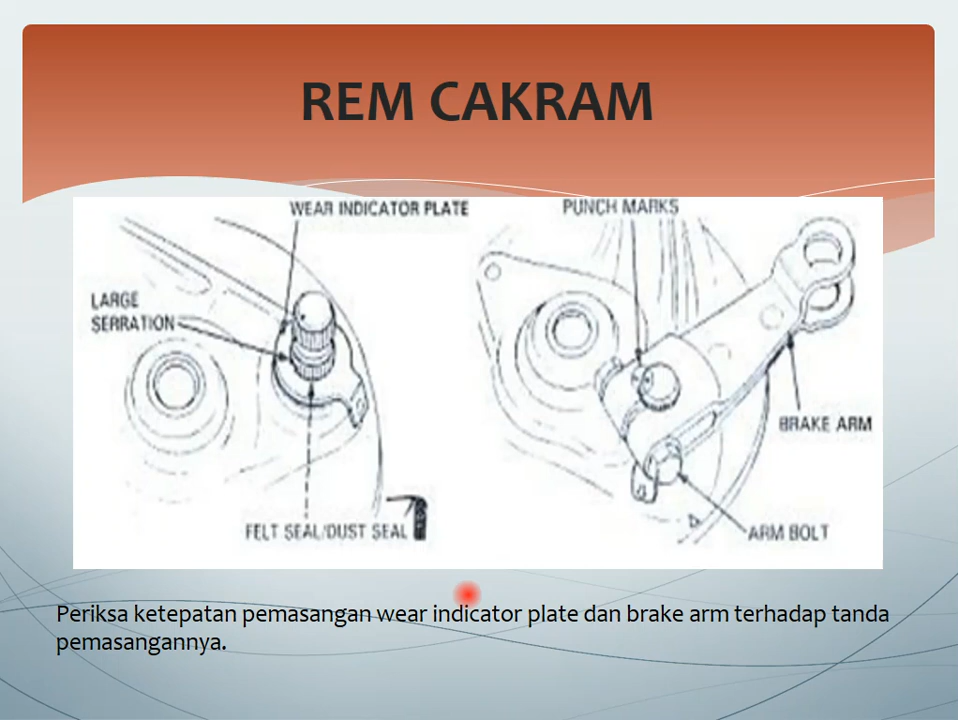 REM CAKRAM
WEAR INDICATOR PLATE
PUNCH MARKS
LARGE
SERRATION
BRAKE ARM
FELT SEAL/DUST SEAL
ARM BOLT
Periksa ketepatan pemasangan wear indicator plate dan brake arm terhadap tanda
pemasangannya.